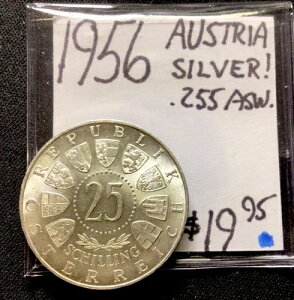 1956 AUSTRIA
SILVER!
.255 ASW.
REPUBLIK
25
SCHILLING
ÖSTERREICH
$19.95